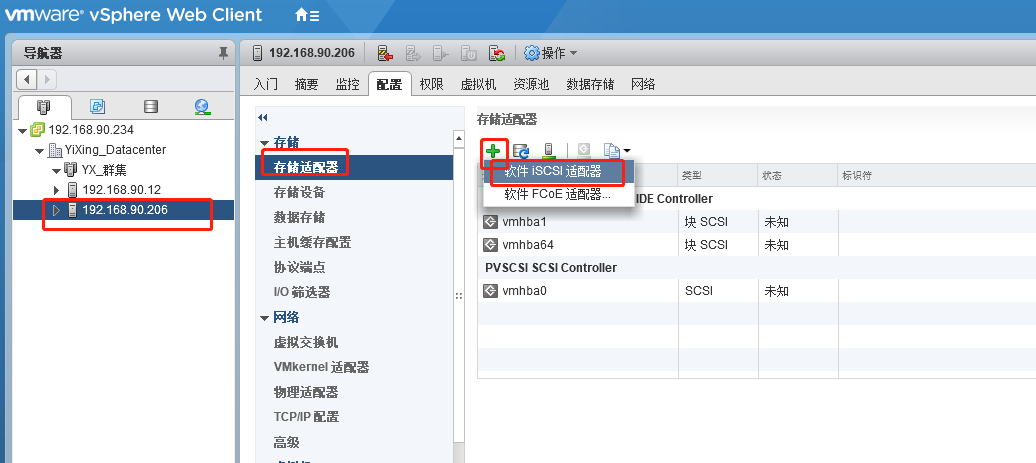 vmware® vSphere Web Client
导航器
192.168.90.206
操作
入门 摘要 监控 配置 权限 虚拟机 资源池 数据存储 网络
192.168.90.234
YiXing_Datacenter
YX_群集
192.168.90.12
192.168.90.206
存储
存储适配器
存储设备
数据存储
主机缓存配置
协议端点
I/O 筛选器
网络
虚拟交换机
VMkernel 适配器
物理适配器
TCP/IP 配置
高级
存储适配器
软件 iSCSI 适配器
软件 FCoE 适配器...
类型 状态 标识符
IDE Controller
vmhba1 块 SCSI 未知
vmhba64 块 SCSI 未知
PVSCSI SCSI Controller
vmhba0 SCSI 未知